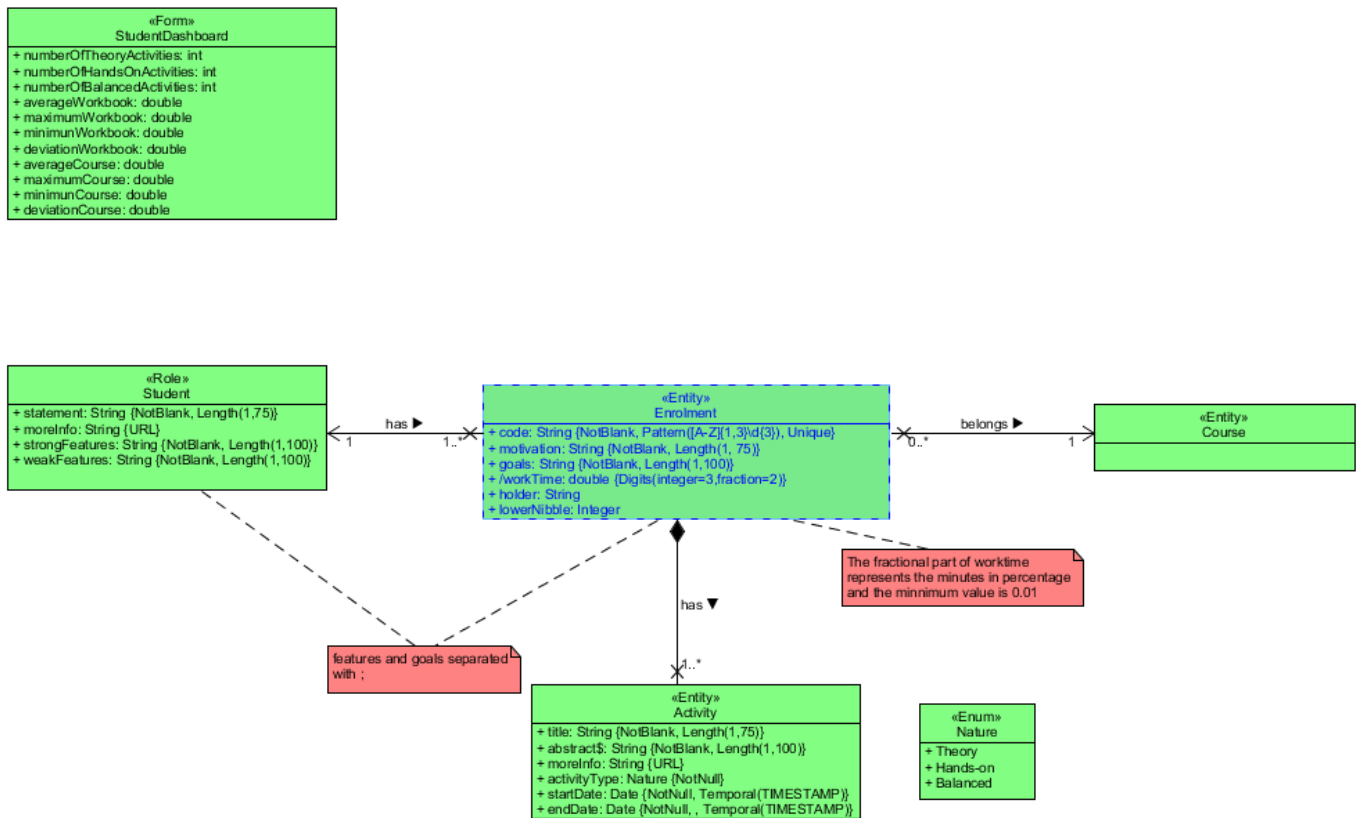 «Form»
StudentDashboard
+ numberOfTheoryActivities: int
+ numberOfHandsOnActivities: int
+ numberOfBalancedActivities: int
+ averageWorkbook: double
+ maximumWorkbook: double
+ minimunWorkbook: double
+ deviationWorkbook: double
+ averageCourse: double
+ maximumCourse: double
+ minimunCourse: double
+ deviationCourse: double
«Role»
Student
+ statement: String {NotBlank, Length(1,75)}
+ moreInfo: String {URL}
+ strongFeatures: String {NotBlank, Length(1,100)}
+ weakFeatures: String {NotBlank, Length(1,100)}
has ▶
1
1..*
«Entity»
Enrolment
+ code: String {NotBlank, Pattern([A-Z]{1,3}\d{3}), Unique}
+ motivation: String {NotBlank, Length(1, 75)}
+ goals: String {NotBlank, Length(1,100)}
+ /workTime: double {Digits(integer=3,fraction=2)}
+ holder: String
+ lowerNibble: Integer
belongs ▶
0..*
1
«Entity»
Course
The fractional part of worktime
represents the minutes in percentage
and the minnimum value is 0.01
has ▼
1..*
features and goals separated
with ;
«Entity»
Activity
+ title: String {NotBlank, Length(1,75)}
+ abstract$: String {NotBlank, Length(1,100)}
+ moreInfo: String {URL}
+ activityType: Nature {NotNull}
+ startDate: Date {NotNull, Temporal(TIMESTAMP)}
+ endDate: Date {NotNull, , Temporal(TIMESTAMP)}
«Enum»
Nature
+ Theory
+ Hands-on
+ Balanced